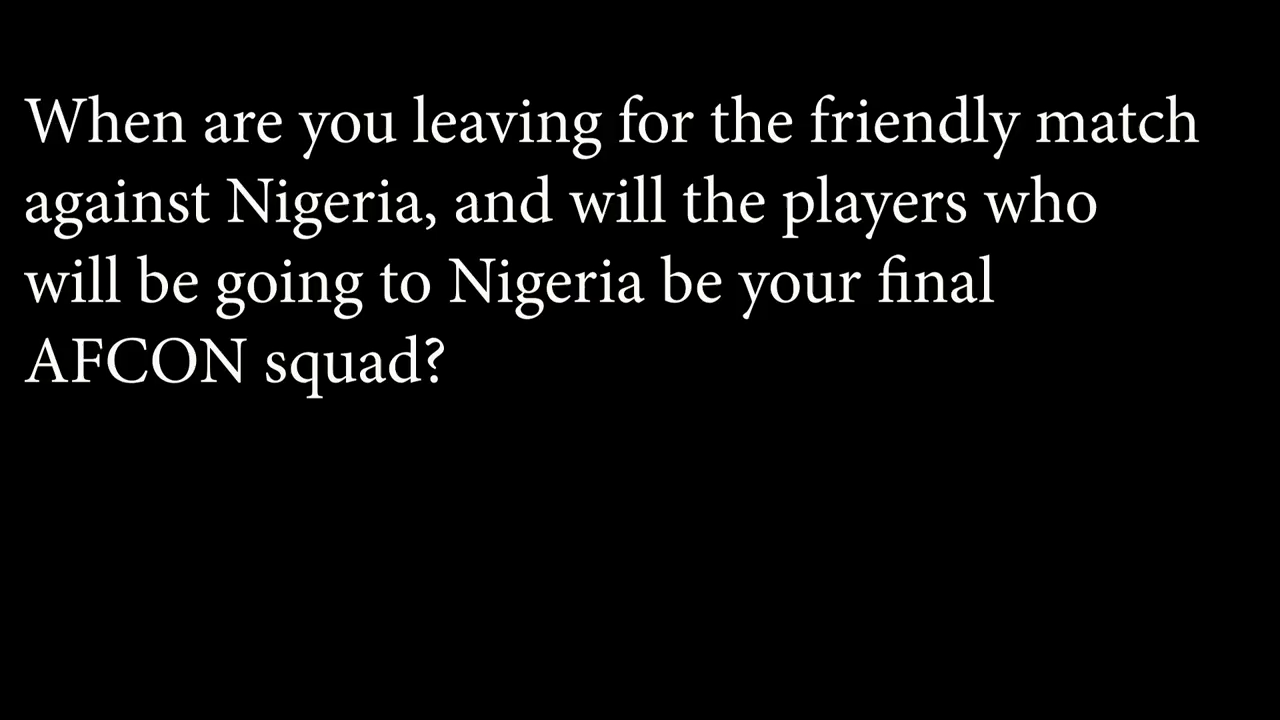 When are you leaving for the friendly match
against Nigeria, and will the players who
will be going to Nigeria be your final
AFCON squad?